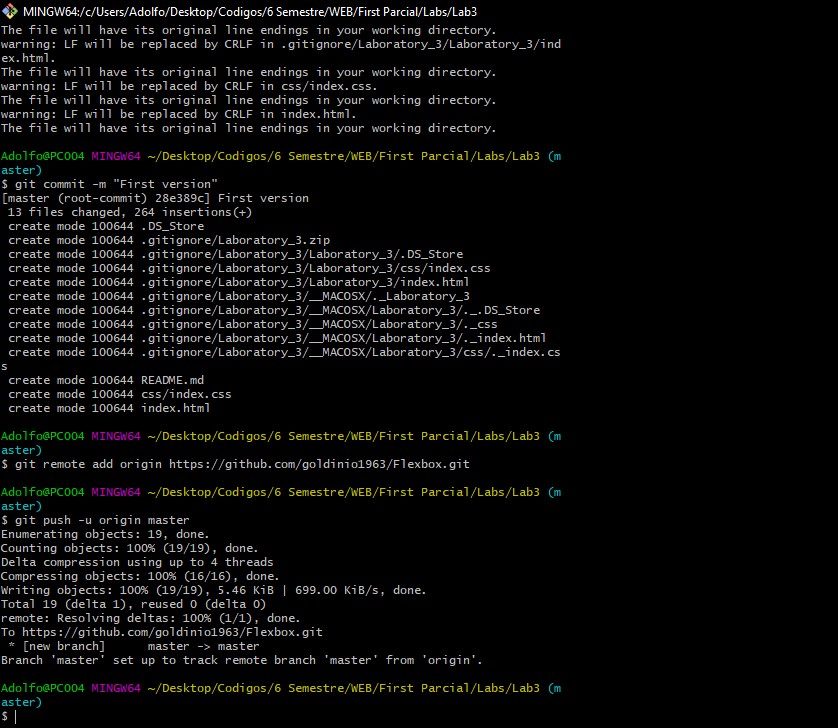 MINGW64:/c/Users/Adolfo/Desktop/Codigos/6 Semestre/WEB/First Parcial/Labs/Lab3
The file will have its original line endings in your working directory.
warning: LF will be replaced by CRLF in .gitignore/Laboratory_3/Laboratory_3/ind
ex.html.
The file will have its original line endings in your working directory.
warning: LF will be replaced by CRLF in css/index.css.
The file will have its original line endings in your working directory.
warning: LF will be replaced by CRLF in index.html.
The file will have its original line endings in your working directory.
Adolfo@PC004 MINGW64 ~/Desktop/Codigos/6 Semestre/WEB/First Parcial/Labs/Lab3 (m
aster)
$ git commit -m "First version"
[master (root-commit) 28e389c] First version
 13 files changed, 264 insertions(+)
 create mode 100644 .DS_Store
 create mode 100644 .gitignore/Laboratory_3.zip
 create mode 100644 .gitignore/Laboratory_3/Laboratory_3/.DS_Store
 create mode 100644 .gitignore/Laboratory_3/Laboratory_3/css/index.css
 create mode 100644 .gitignore/Laboratory_3/Laboratory_3/index.html
 create mode 100644 .gitignore/Laboratory_3/__MACOSX/._Laboratory_3
 create mode 100644 .gitignore/Laboratory_3/__MACOSX/Laboratory_3/._.DS_Store
 create mode 100644 .gitignore/Laboratory_3/__MACOSX/Laboratory_3/._css
 create mode 100644 .gitignore/Laboratory_3/__MACOSX/Laboratory_3/._index.html
 create mode 100644 .gitignore/Laboratory_3/__MACOSX/Laboratory_3/css/._index.cs
s
 create mode 100644 README.md
 create mode 100644 css/index.css
 create mode 100644 index.html
Adolfo@PC004 MINGW64 ~/Desktop/Codigos/6 Semestre/WEB/First Parcial/Labs/Lab3 (m
aster)
$ git remote add origin https://github.com/goldinio1963/Flexbox.git
Adolfo@PC004 MINGW64 ~/Desktop/Codigos/6 Semestre/WEB/First Parcial/Labs/Lab3 (m
aster)
$ git push -u origin master
Enumerating objects: 19, done.
Counting objects: 100% (19/19), done.
Delta compression using up to 4 threads
Compressing objects: 100% (16/16), done.
Writing objects: 100% (19/19), 5.46 KiB | 699.00 KiB/s, done.
Total 19 (delta 1), reused 0 (delta 0)
remote: Resolving deltas: 100% (1/1), done.
To https://github.com/goldinio1963/Flexbox.git
 * [new branch]      master -> master
Branch 'master' set up to track remote branch 'master' from 'origin'.
Adolfo@PC004 MINGW64 ~/Desktop/Codigos/6 Semestre/WEB/First Parcial/Labs/Lab3 (m
aster)
$